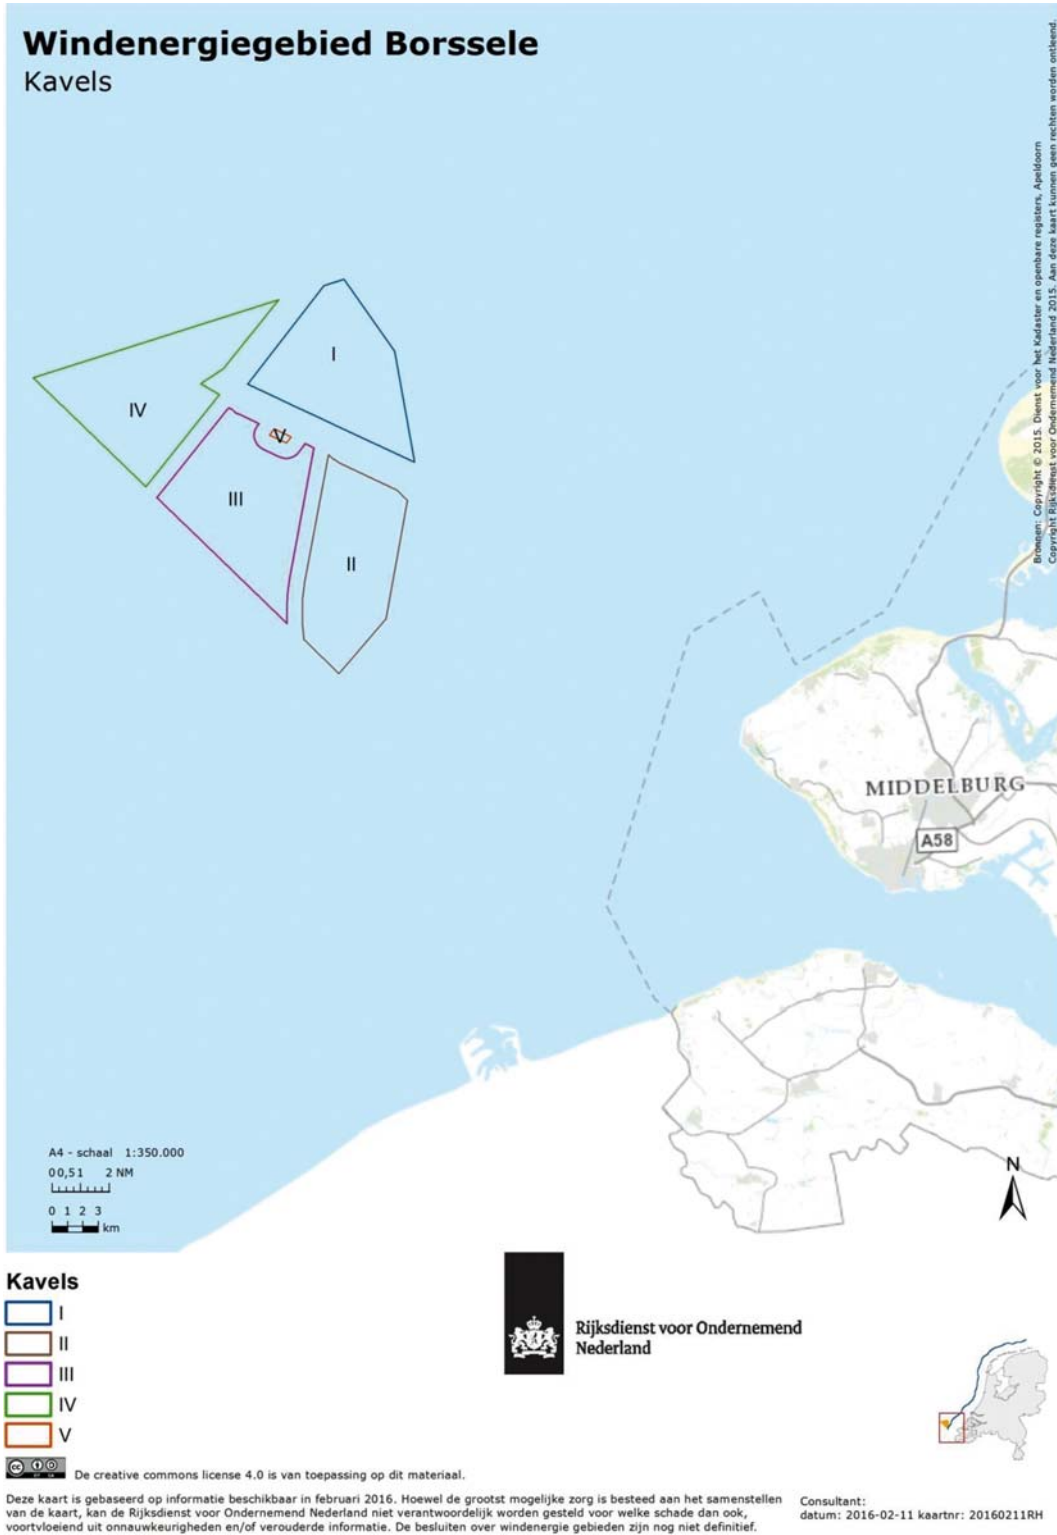 Windenergiegebied Borssele
Kavels
Bronnen: Copyright © 2015. Dienst voor het Kadaster en openbare registers, Apeldoorn
Copyright Rijksdienst voor Ondernemend Nederland 2015. Aan deze kaart kunnen geen rechten worden ontleend.
I
IV
V
III
II
MIDDELBURG
A58
A4 - schaal 1:350.000
0 0,5 1 2 NM
0 1 2 3
km
N
Kavels
I
II
III
IV
V
Rijksdienst voor Ondernemend
Nederland
cc
De creative commons license 4.0 is van toepassing op dit materiaal.
Deze kaart is gebaseerd op informatie beschikbaar in februari 2016. Hoewel de grootst mogelijke zorg is besteed aan het samenstellen
van de kaart, kan de Rijksdienst voor Ondernemend Nederland niet verantwoordelijk worden gesteld voor welke schade dan ook,
voortvloeiend uit onnauwkeurigheden en/of verouderde informatie. De besluiten over windenergie gebieden zijn nog niet definitief.
Consultant:
datum: 2016-02-11 kaartnr: 20160211RH